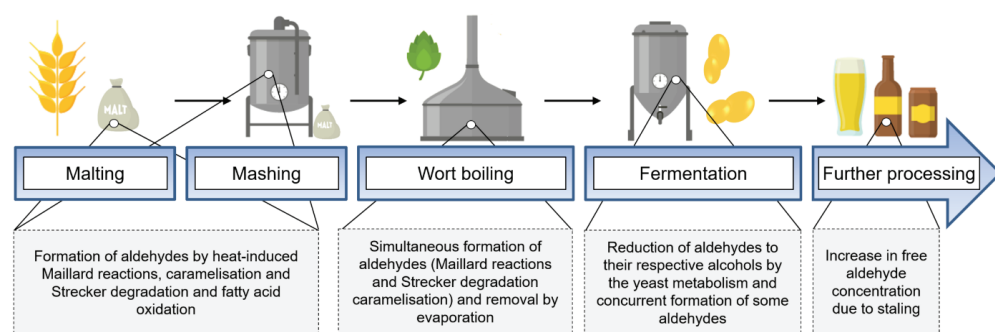 MALT
MALT
Malting
Mashing
Wort boiling
Fermentation
Further processing
Formation of aldehydes by heat-induced
Maillard reactions, caramelisation and
Strecker degradation and fatty acid
oxidation
Simultaneous formation of
aldehydes (Maillard reactions
and Strecker degradation
caramelisation) and removal by
evaporation
Reduction of aldehydes to
their respective alcohols by
the yeast metabolism and
concurrent formation of some
aldehydes
Increase in free
aldehyde
concentration
due to staling